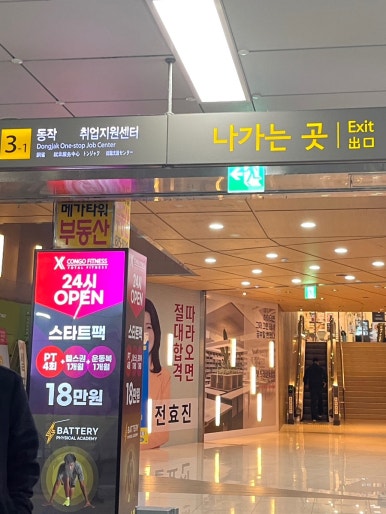 3-1
동작 취업지원센터
Dongjak One-stop Job Center
나가는 곳
Exit
出口
메가타워
부동산
X CONGO FITNESS
TOTAL FITNESS
24시
OPEN
스타트팩
PT
4회
헬스권
1개월
운동복
1개월
18만원
BATTERY
PHYSICAL ACADEMY
24시
OPEN
스타트팩
18만원
따라오면
절대합격
전효진